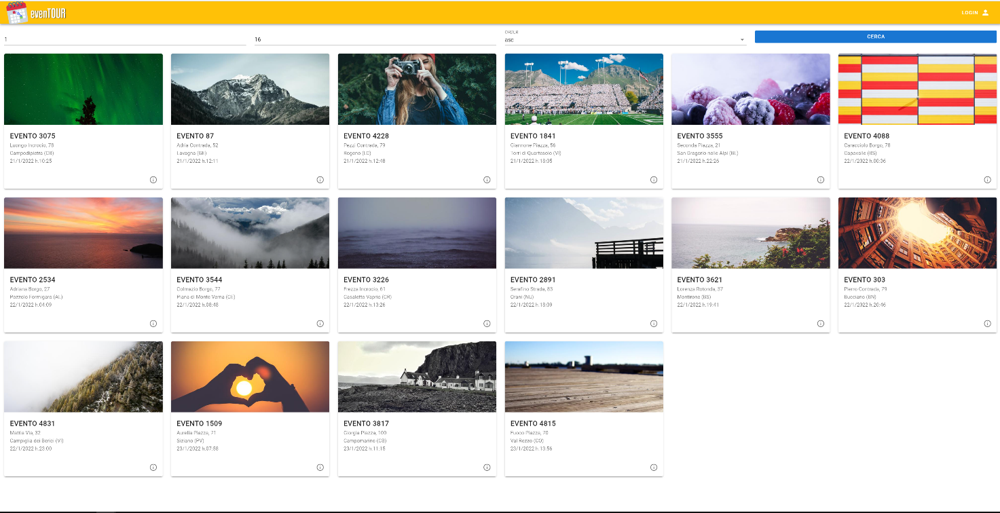 evenTOUR
LOGIN
1
16
ORDER
asc
CERCA
EVENTO 3075
Luongo Incrocio, 78
Campodipietra (CB)
21/1/2022 h.10:25
EVENTO 87
Adria Contrada, 52
Lavagna (GE)
21/1/2022 h.12:11
EVENTO 4228
Pezzi Contrada, 79
Rogeno (LC)
21/1/2022 h.12:48
EVENTO 1841
Giannone Piazza, 56
Torri di Quartesolo (VI)
21/1/2022 h.18:05
EVENTO 3555
Seconda Piazza, 21
San Gregorio nelle Alpi (BL)
21/1/2022 h.22:26
EVENTO 4088
Caracciolo Borgo, 78
Capovalle (BS)
22/1/2022 h.00:36
EVENTO 2534
Adriana Borgo, 27
Pozzolo Formigaro (AL)
22/1/2022 h.04:09
EVENTO 3544
Colmazio Borgo, 77
Piana di Monte Verna (CE)
22/1/2022 h.08:48
EVENTO 3226
Frezza Incrocio, 61
Casaletto Vaprio (CR)
22/1/2022 h.13:26
EVENTO 2891
Serafino Strada, 83
Orani (NU)
22/1/2022 h.18:09
EVENTO 3621
Lorenza Rotonda, 37
Montirone (BS)
22/1/2022 h.19:41
EVENTO 303
Pierro Contrada, 79
Bucciano (BN)
22/1/2022 h.20:46
EVENTO 4831
Mattia Via, 32
Campiglia dei Berici (VI)
22/1/2022 h.23:00
EVENTO 1509
Aurelia Piazza, 71
Siziano (PV)
23/1/2022 h.07:58
EVENTO 3817
Giorgia Piazza, 100
Campomarino (CB)
23/1/2022 h.11:15
EVENTO 4815
Fuoco Piazza, 70
Val Rezzo (CO)
23/1/2022 h.13:56